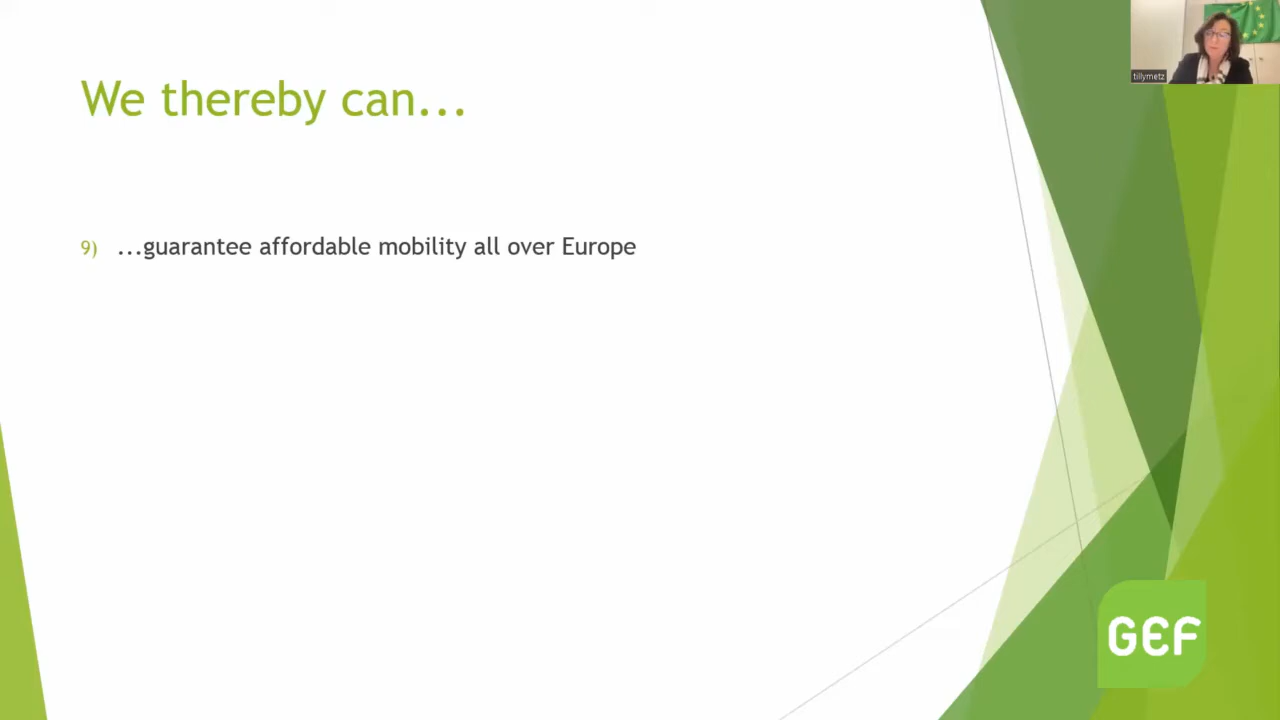 tillymetz
We thereby can...
9) ...guarantee affordable mobility all over Europe
GEF